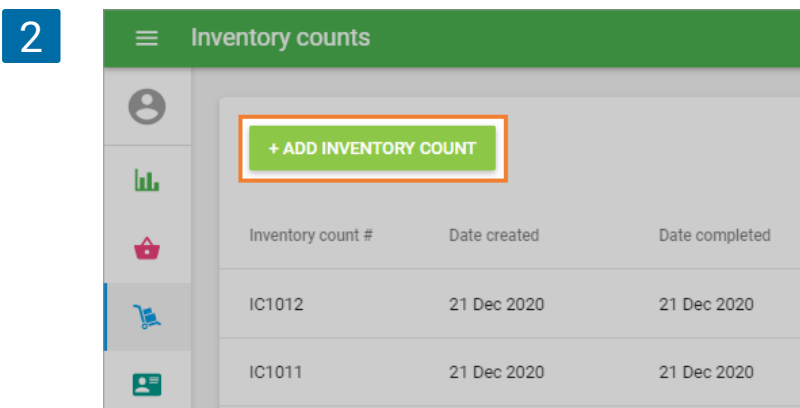 2
Inventory counts
+ ADD INVENTORY COUNT
Inventory count # Date created Date completed
IC1012 21 Dec 2020 21 Dec 2020
IC1011 21 Dec 2020 21 Dec 2020